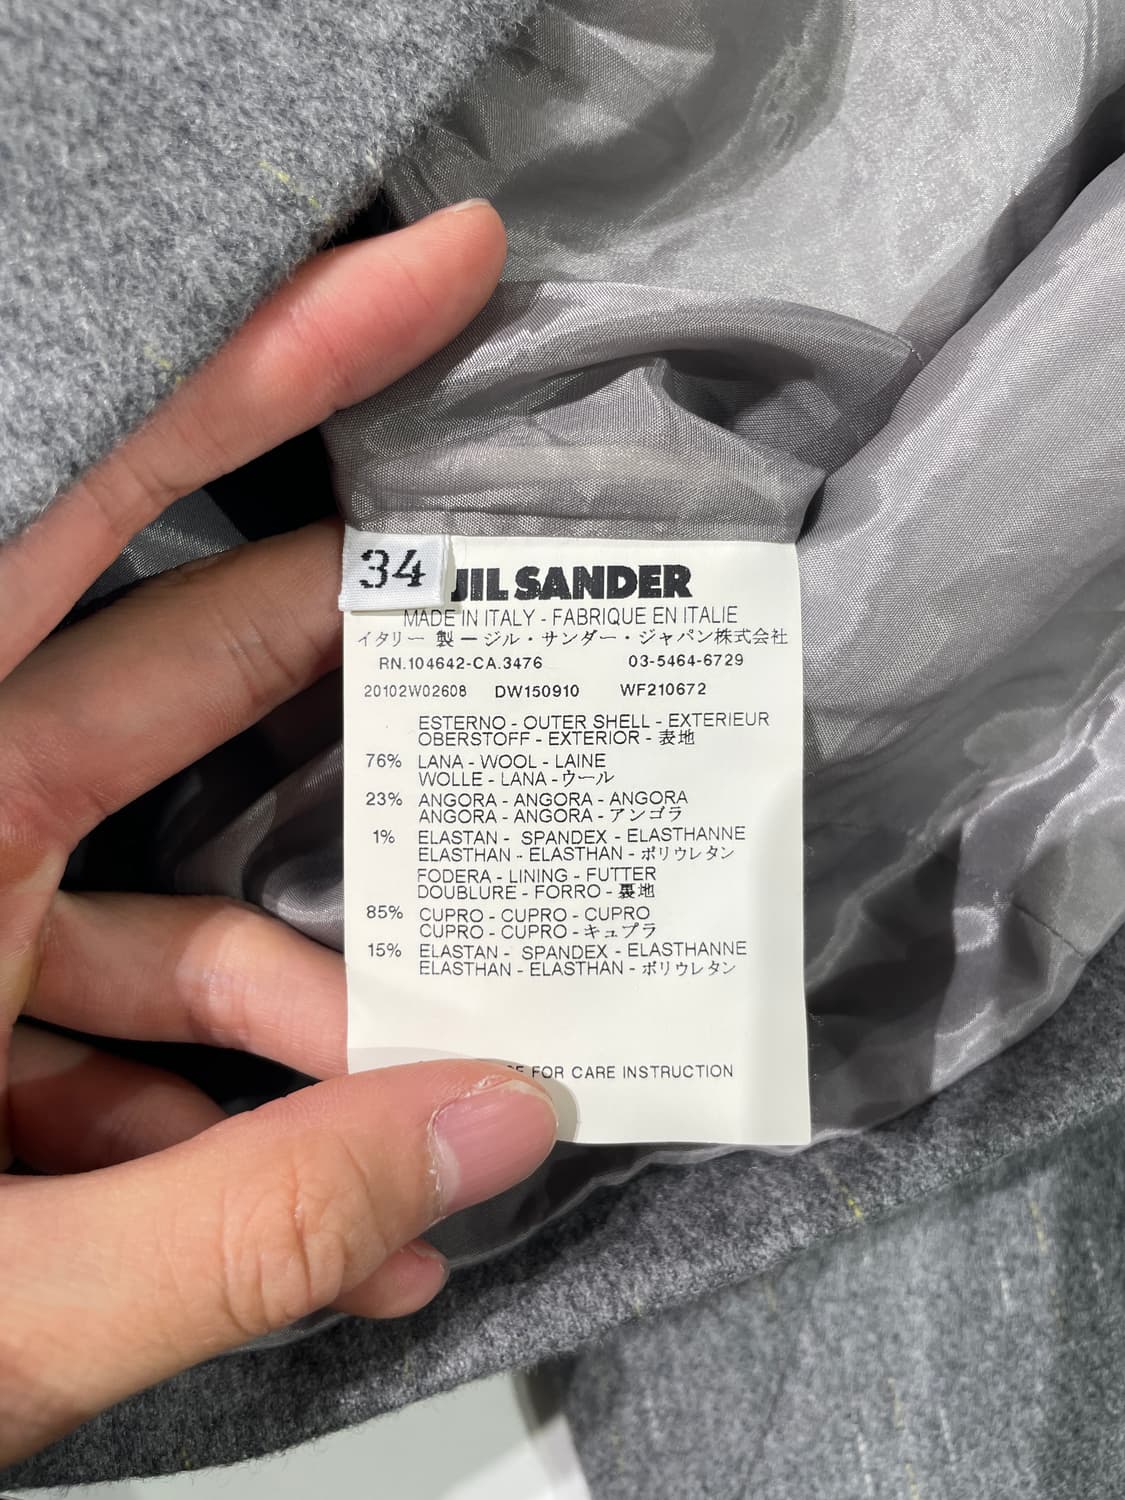 34
JIL SANDER
MADE IN ITALY - FABRIQUE EN ITALIE
イタリー 製 ージル・サンダー・ジャパン株式会社
RN.104642-CA.3476 03-5464-6729
20102W02608 DW150910 WF210672
ESTERNO - OUTER SHELL - EXTERIEUR
OBERSTOFF - EXTERIOR - 表地
76% LANA - WOOL - LAINE
WOLLE - LANA - ウール
23% ANGORA - ANGORA - ANGORA
ANGORA - ANGORA - アンゴラ
1% ELASTAN - SPANDEX - ELASTHANNE
ELASTHAN - ELASTHAN - ポリウレタン
FODERA - LINING - FUTTER
DOUBLURE - FORRO - 裏地
85% CUPRO - CUPRO - CUPRO
CUPRO - CUPRO - キュプラ
15% ELASTAN - SPANDEX - ELASTHANNE
ELASTHAN - ELASTHAN - ポリウレタン
FOR CARE INSTRUCTION